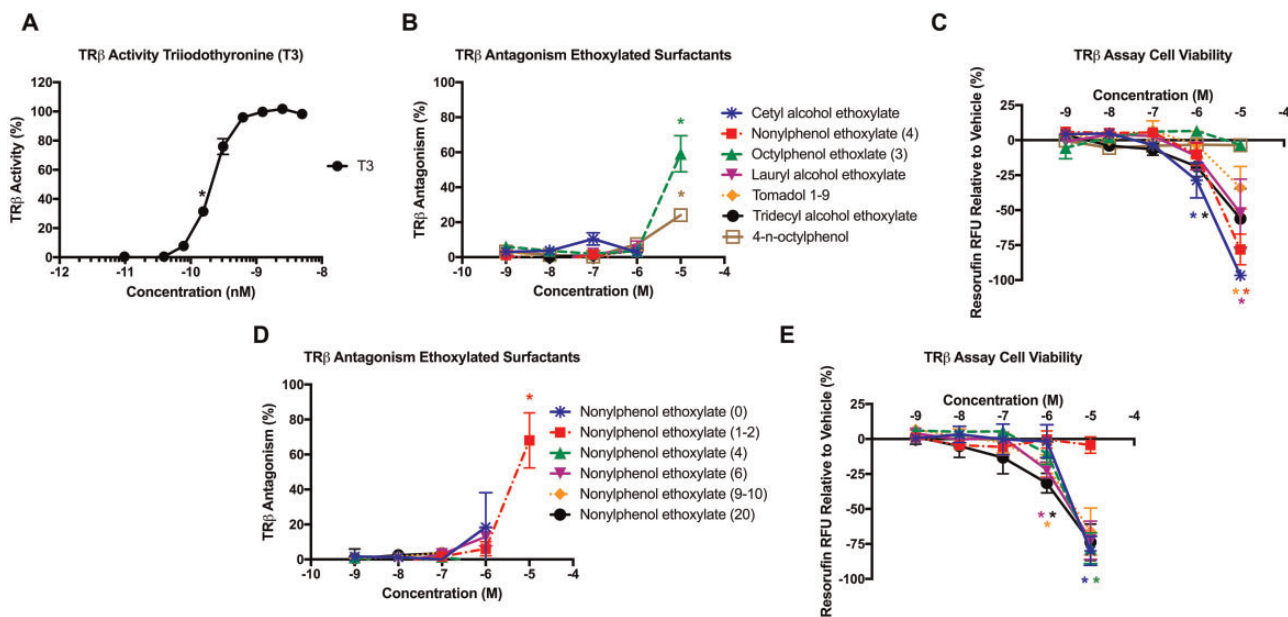 A
TRβ Activity Triiodothyronine (T3)
120
100
80
60
40
20
0
-12
-11
-10
-9
-8
TRβ Activity (%)
Concentration (nM)
*
T3
B
TRβ Antagonism Ethoxylated Surfactants
100
80
60
40
20
0
-10
-9
-8
-7
-6
-5
-4
TRβ Antagonism (%)
Concentration (M)
*
*
Cetyl alcohol ethoxylate
Nonylphenol ethoxylate (4)
Octylphenol ethoxlate (3)
Lauryl alcohol ethoxylate
Tomadol 1-9
Tridecyl alcohol ethoxylate
4-n-octylphenol
C
TRβ Assay Cell Viability
Concentration (M)
-9
-8
-7
-6
-5
-4
25
0
-25
-50
-75
-100
Resorufin RFU Relative to Vehicle (%)
* *
* *
*
D
TRβ Antagonism Ethoxylated Surfactants
100
80
60
40
20
0
-10
-9
-8
-7
-6
-5
-4
TRβ Antagonism (%)
Concentration (M)
*
Nonylphenol ethoxylate (0)
Nonylphenol ethoxylate (1-2)
Nonylphenol ethoxylate (4)
Nonylphenol ethoxylate (6)
Nonylphenol ethoxylate (9-10)
Nonylphenol ethoxylate (20)
E
TRβ Assay Cell Viability
Concentration (M)
-9
-8
-7
-6
-5
-4
25
0
-25
-50
-75
-100
Resorufin RFU Relative to Vehicle (%)
* *
*
* *